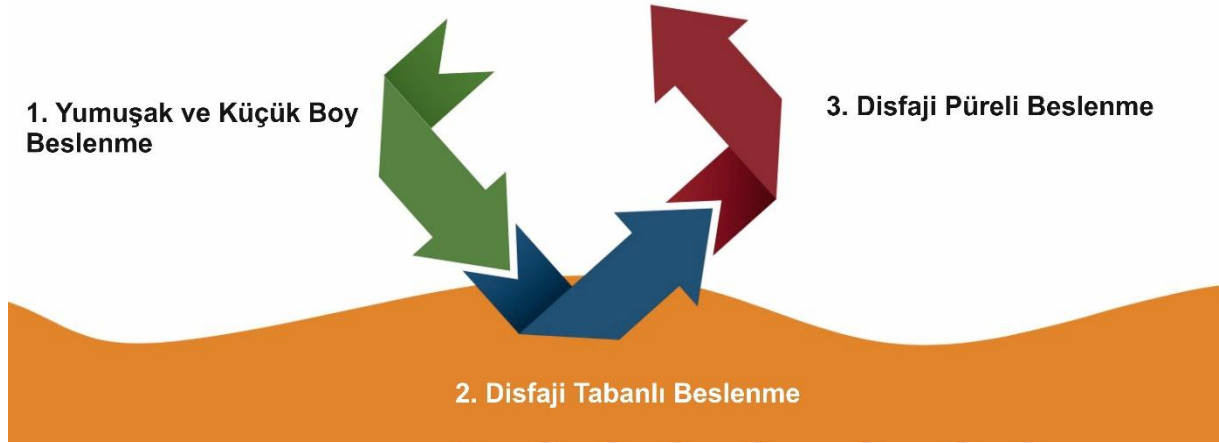 1. Yumuşak ve Küçük Boy
Beslenme
2. Disfaji Tabanlı Beslenme
3. Disfaji Püreli Beslenme